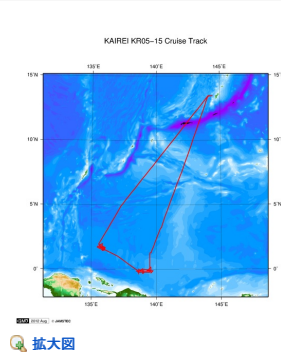 KAIREI KR05−15 Cruise Track
135˚E 140˚E 145˚E
15˚N 15˚N
10˚N 10˚N
5˚N 5˚N
0˚ 0˚
135˚E 140˚E 145˚E
GMT 2010 Aug © JAMSTEC
拡大図